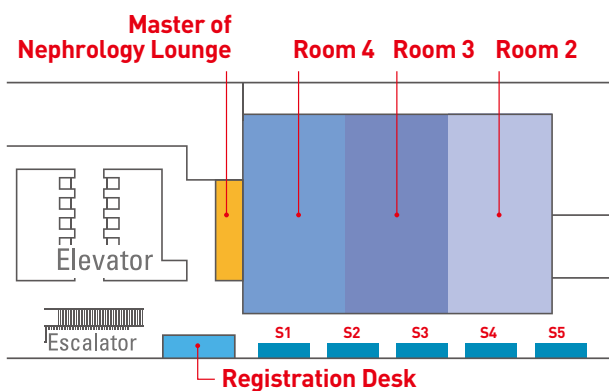 Master of
Nephrology Lounge
Room 4
Room 3
Room 2
Elevator
Escalator
S1
S2
S3
S4
S5
Registration Desk